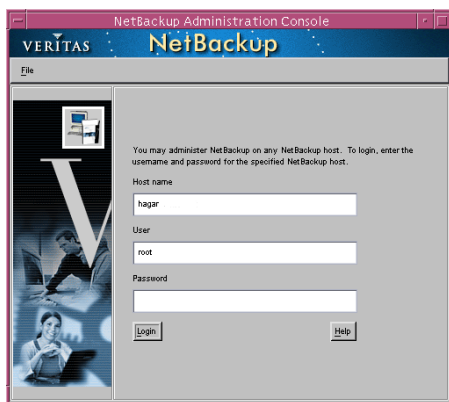 NetBackup Administration Console
VERITAS NetBackup
File
V
You may administer NetBackup on any NetBackup host. To login, enter the
username and password for the specified NetBackup host.
Host name
hagar
User
root
Password
Login Help